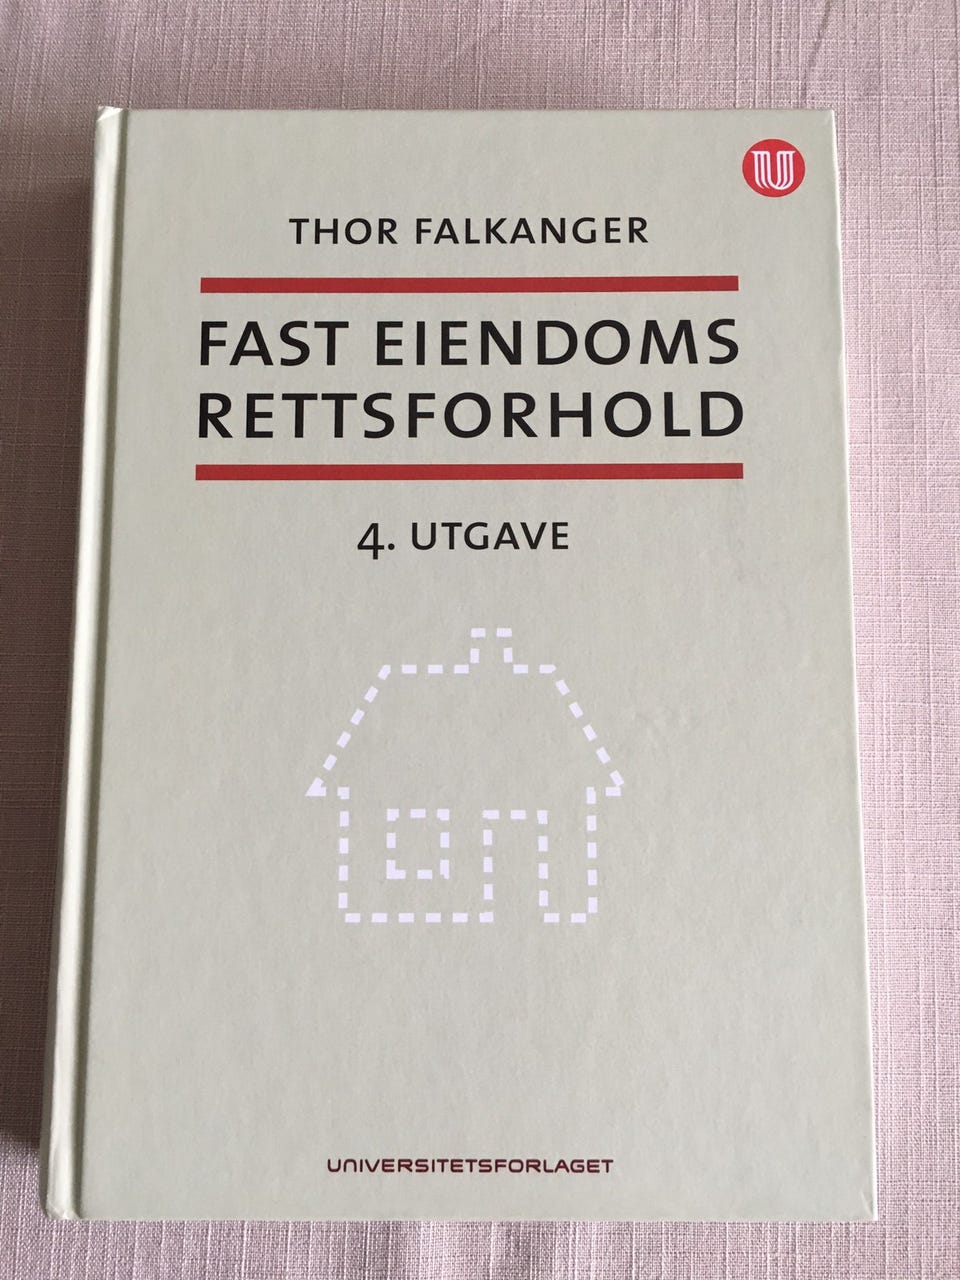 U
THOR FALKANGER
FAST EIENDOMS
RETTSFORHOLD
4. UTGAVE
UNIVERSITETSFORLAGET